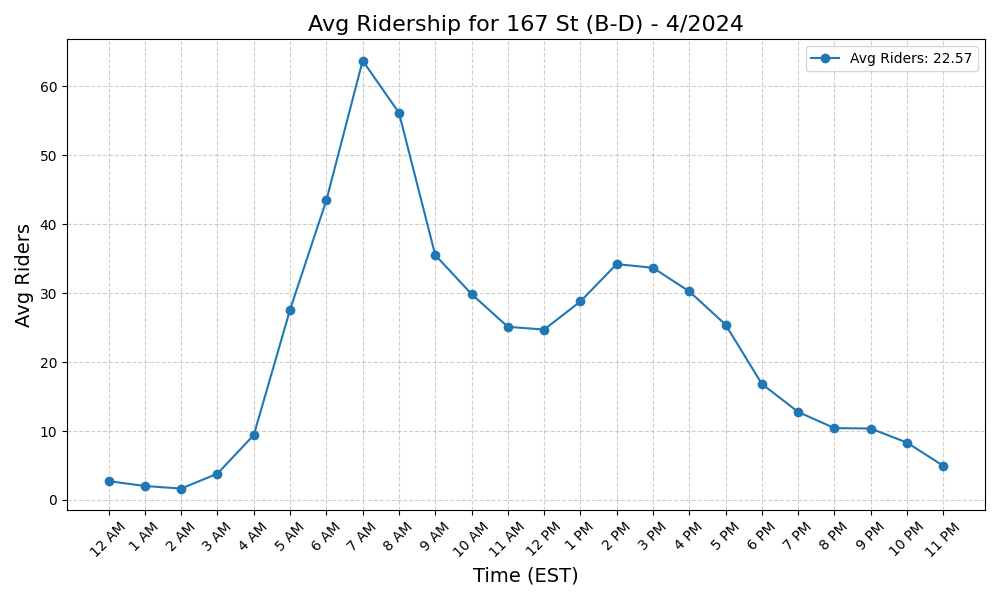 Avg Ridership for 167 St (B-D) - 4/2024
Avg Riders: 22.57
Avg Riders
60
50
40
30
20
10
0
12 AM
1 AM
2 AM
3 AM
4 AM
5 AM
6 AM
7 AM
8 AM
9 AM
10 AM
11 AM
12 PM
1 PM
2 PM
3 PM
4 PM
5 PM
6 PM
7 PM
8 PM
9 PM
10 PM
11 PM
Time (EST)